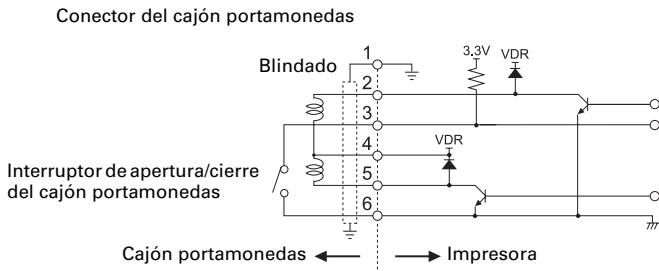 Conector del cajón portamonedas
Blindado
1
2
3
4
5
6
3.3V
VDR
VDR
Interruptor de apertura/cierre
del cajón portamonedas
Cajón portamonedas
Impresora